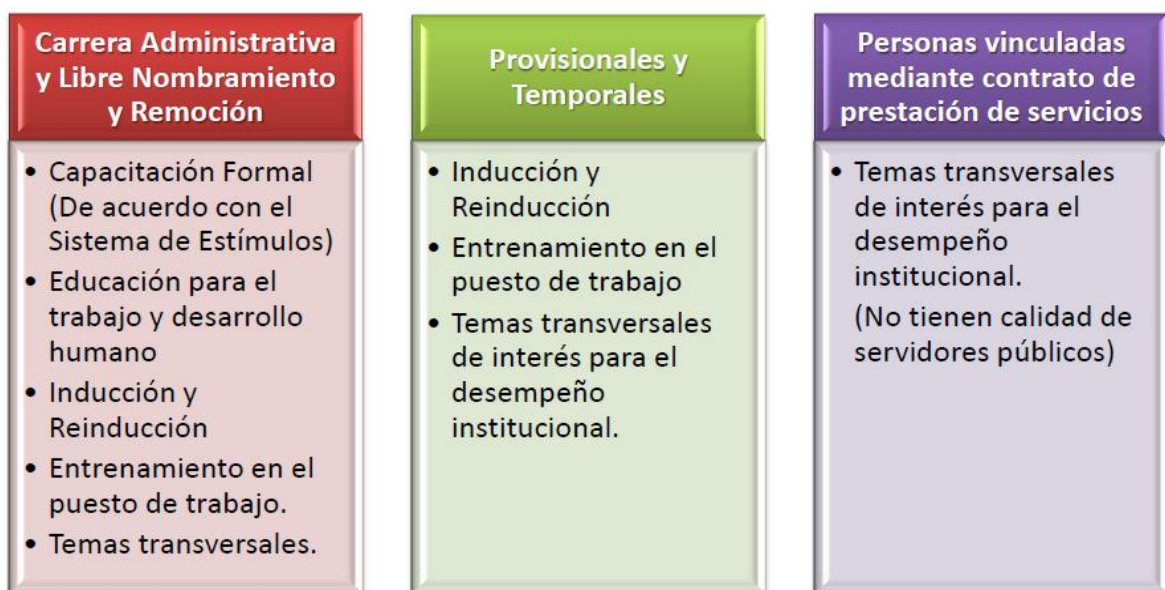 Carrera Administrativa
y Libre Nombramiento
y Remoción
• Capacitación Formal
(De acuerdo con el
Sistema de Estímulos)
• Educación para el
trabajo y desarrollo
humano
• Inducción y
Reinducción
• Entrenamiento en el
puesto de trabajo.
• Temas transversales.
Provisionales y
Temporales
• Inducción y
Reinducción
• Entrenamiento en el
puesto de trabajo
• Temas transversales
de interés para el
desempeño
institucional.
Personas vinculadas
mediante contrato de
prestación de servicios
• Temas transversales
de interés para el
desempeño
institucional.
(No tienen calidad de
servidores públicos)